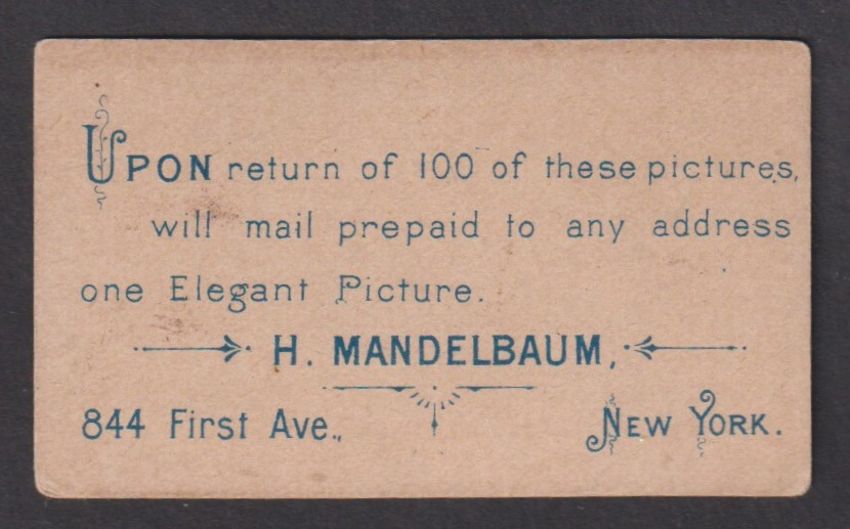 UPON return of 100 of these pictures,
will mail prepaid to any address
one Elegant Picture.
H. MANDELBAUM,
844 First Ave., NEW YORK.